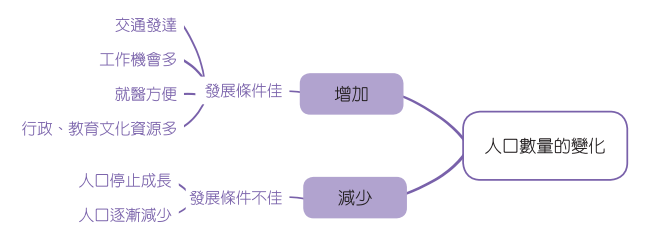 交通發達
工作機會多
就醫方便
行政、教育文化資源多
發展條件佳
增加
人口數量的變化
人口停止成長
人口逐漸減少
發展條件不佳
減少